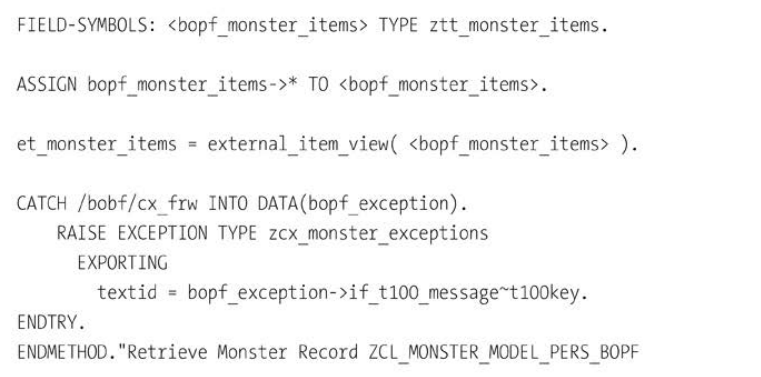 FIELD-SYMBOLS: <bopf_monster_items> TYPE ztt_monster_items.
ASSIGN bopf_monster_items->* TO <bopf_monster_items>.
et_monster_items = external_item_view( <bopf_monster_items> ).
CATCH /bobf/cx_frw INTO DATA(bopf_exception).
RAISE EXCEPTION TYPE zcx_monster_exceptions
EXPORTING
textid = bopf_exception->if_t100_message~t100key.
ENDTRY.
ENDMETHOD."Retrieve Monster Record ZCL_MONSTER_MODEL_PERS_BOPF